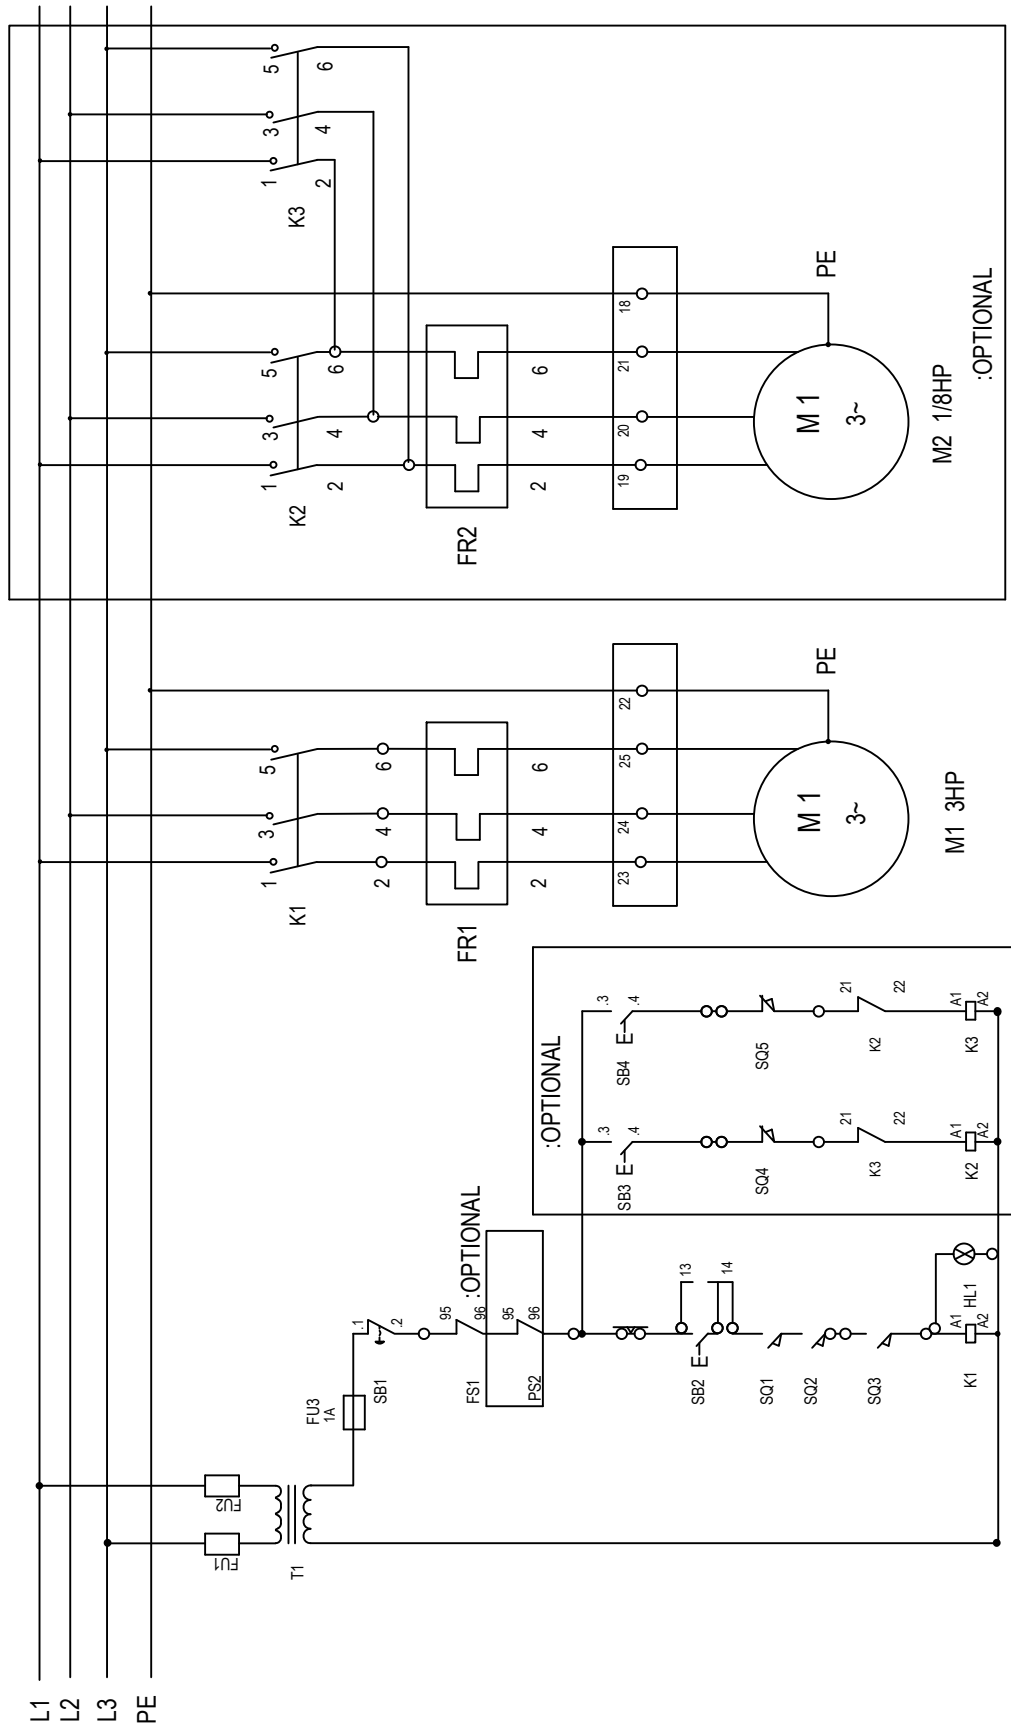 L1
L2
L3
PE
FU1
FU2
T1
FU3
1A
SB1
.1
.2
FS1
95
96
:OPTIONAL
PS2
95
96
SB2
13
14
SQ1
SQ2
SQ3
K1
A1
A2
HL1
:OPTIONAL
SB3
.3
.4
SQ4
K3
21
22
K2
A1
A2
SB4
.3
.4
SQ5
K2
21
22
K3
A1
A2
K1
1
3
5
2
4
6
FR1
2
4
6
23
24
25
22
M 1
3~
PE
M1 3HP
K2
1
3
5
2
4
6
K3
1
3
5
2
4
6
FR2
2
4
6
19
20
21
18
M 1
3~
PE
M2 1/8HP
:OPTIONAL